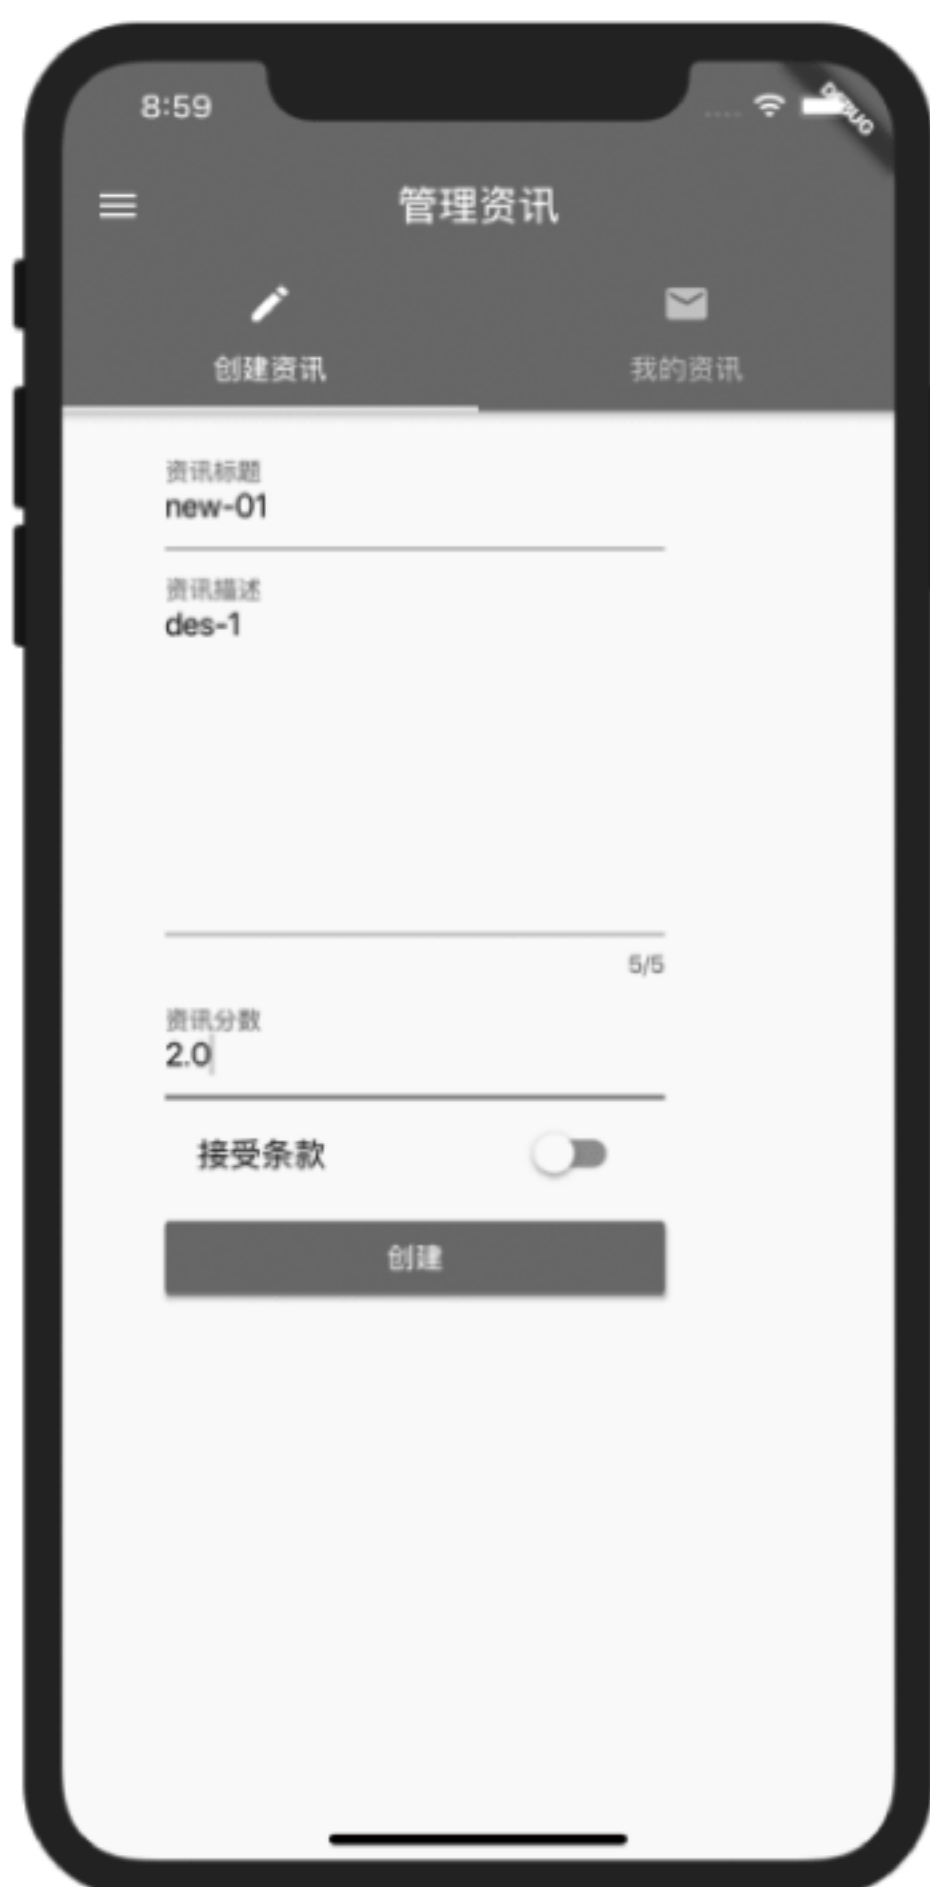 8:59
DEBUG
管理资讯
创建资讯
我的资讯
资讯标题
new-01
资讯描述
des-1
5/5
资讯分数
2.0
接受条款
创建